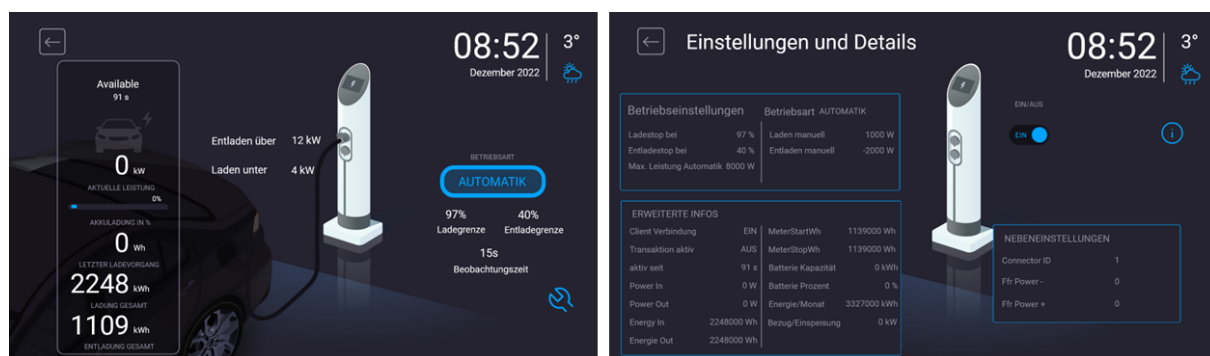 08:52
3°
Dezember 2022
Available
91 s
0 kW
AKTUELLE LEISTUNG
0%
AKKULADUNG IN %
0 Wh
LETZTER LADEVORGANG
2248 kWh
LADUNG GESAMT
1109 kWh
ENTLADUNG GESAMT
Entladen über 12 kW
Laden unter 4 kW
BETRIEBSART
AUTOMATIK
97% 40%
Ladegrenze Entladegrenze
15s
Beobachtungszeit
Einstellungen und Details
08:52
3°
Dezember 2022
Betriebseinstellungen Betriebsart AUTOMATIK
Ladestop bei 97 % Laden manuell 1000 W
Entladestop bei 40 % Entladen manuell -2000 W
Max. Leistung Automatik 8000 W
EIN/AUS
EIN
ERWEITERTE INFOS
Client Verbindung EIN MeterStartWh 1139000 Wh
Transaktion aktiv AUS MeterStopWh 1139000 Wh
aktiv seit 91 s Batterie Kapazität 0 kWh
Power In 0 W Batterie Prozent 0 %
Power Out 0 W Energie/Monat 3327000 kWh
Energy In 2248000 Wh Bezug/Einspeisung 0 kW
Energie Out 2248000 Wh
NEBENEINSTELLUNGEN
Connector ID 1
Ffr Power - 0
Ffr Power + 0